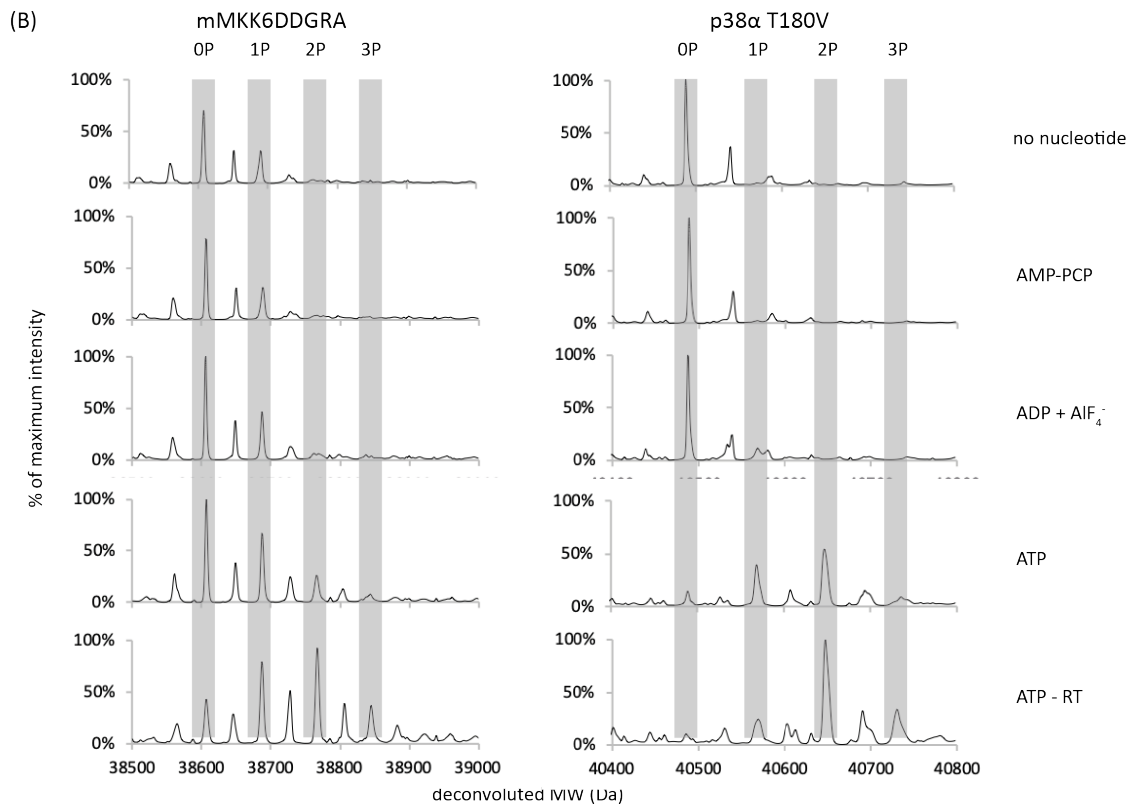 (B)
mMKK6DDGRA
p38α T180V
0P 1P 2P 3P
0P 1P 2P 3P
100%
50%
0%
100%
50%
0%
no nucleotide
100%
50%
0%
100%
50%
0%
AMP-PCP
100%
50%
0%
100%
50%
0%
ADP + AlF4-
100%
50%
0%
100%
50%
0%
ATP
100%
50%
0%
100%
50%
0%
ATP - RT
% of maximum intensity
38500 38600 38700 38800 38900 39000
40400 40500 40600 40700 40800
deconvoluted MW (Da)